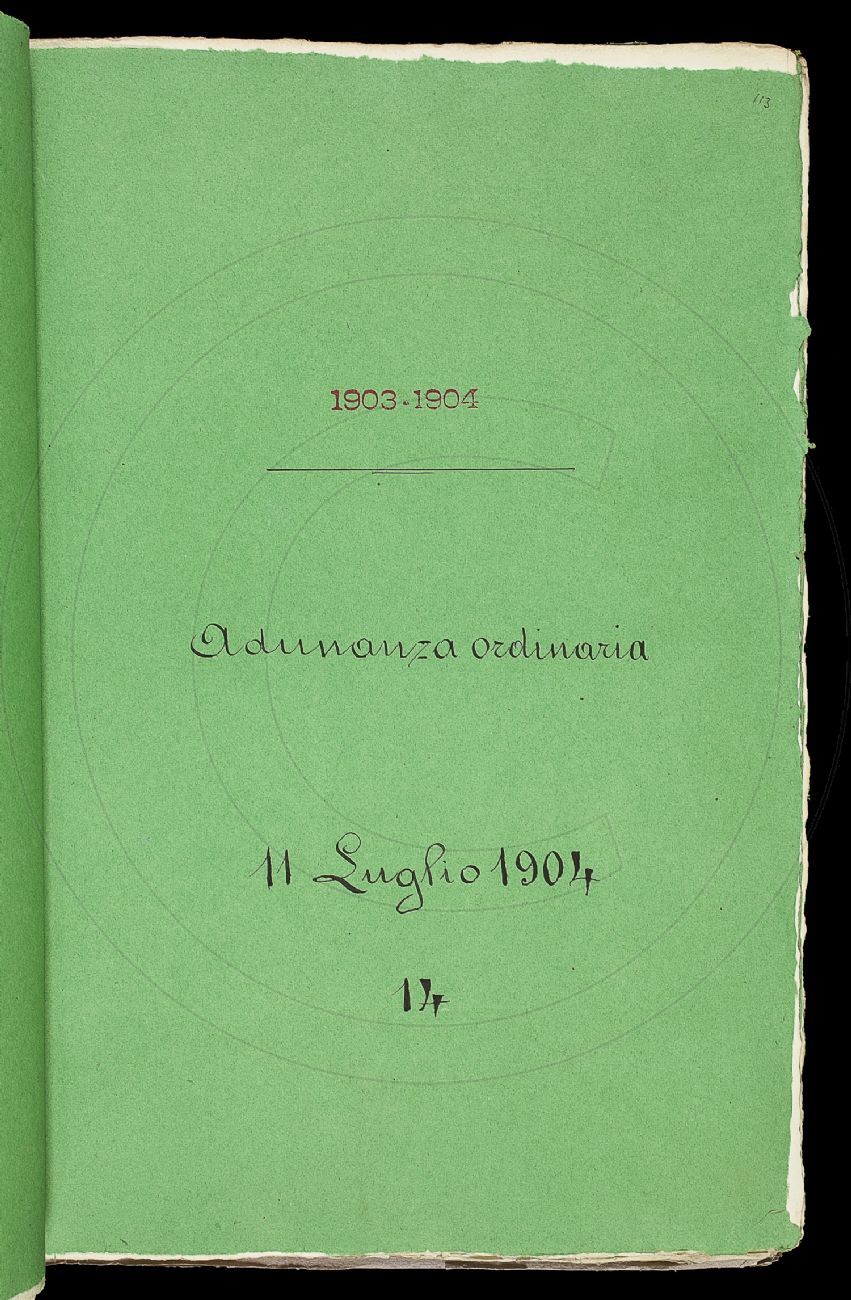 113
1903-1904
Adunanza ordinaria
11 Luglio 1904
14